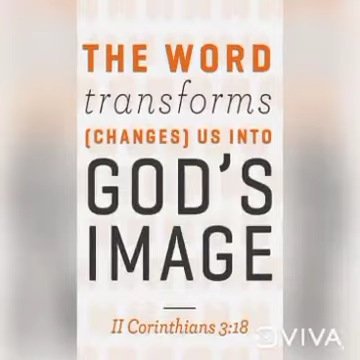 THE WORD
transforms
(CHANGES) US INTO
GOD'S
IMAGE
II Corinthians 3:18
VIVA